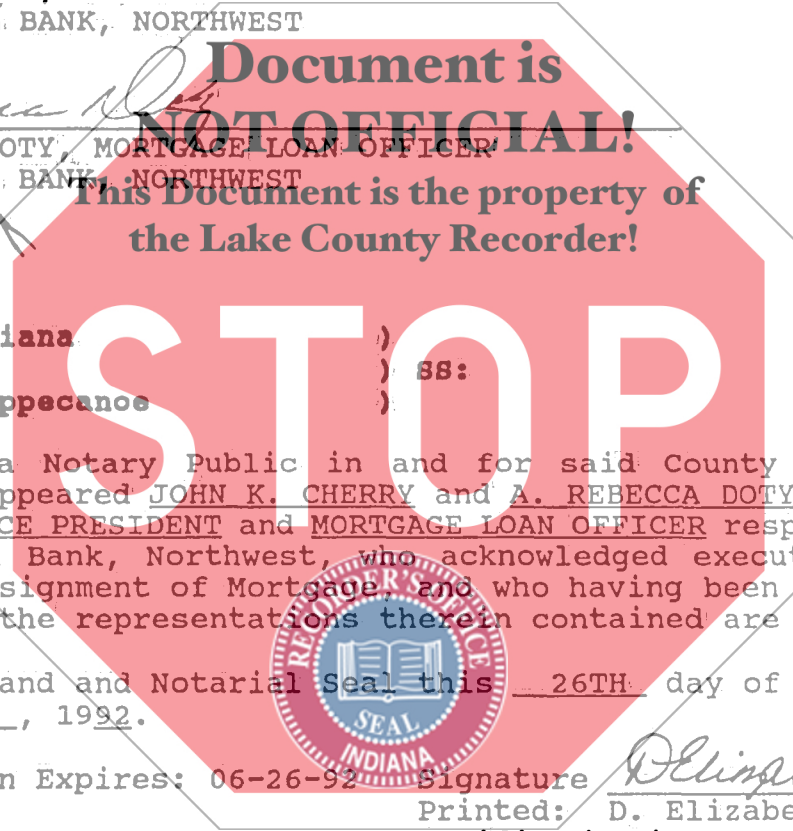 BANK, NORTHWEST
Document is
NOT OFFICIAL!
OTY, MORTGAGE LOAN OFFICER
BANK, NORTHWEST
This Document is the property of
the Lake County Recorder!
STOP
iana )
) SS:
ppecanoe )
a Notary Public in and for said County
ppeared JOHN K. CHERRY and A. REBECCA DOTY
CE PRESIDENT and MORTGAGE LOAN OFFICER resp
Bank, Northwest, who acknowledged execut
signment of Mortgage, and who having been
the representations therein contained are
RECORDER'S OFFICE
SEAL
INDIANA
and and Notarial Seal this 26TH day of
, 1992.
n Expires: 06-26-92 Signature
Printed: D. Elizabe